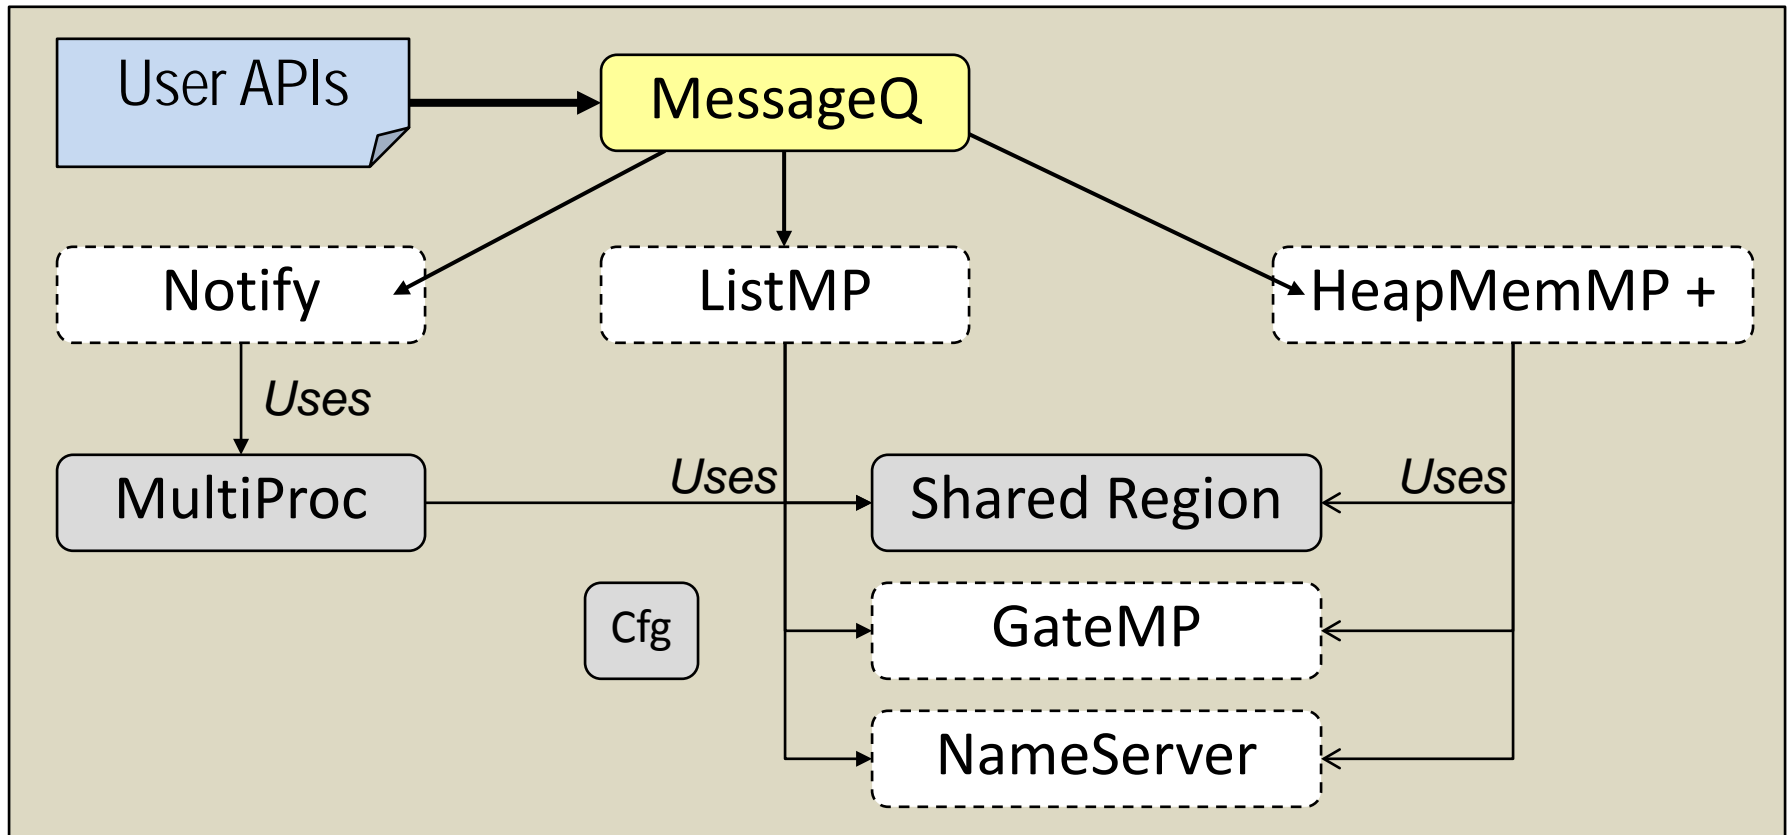 User APIs
MessageQ
Notify
ListMP
HeapMemMP +
Uses
MultiProc
Uses
Shared Region
Uses
Cfg
GateMP
NameServer